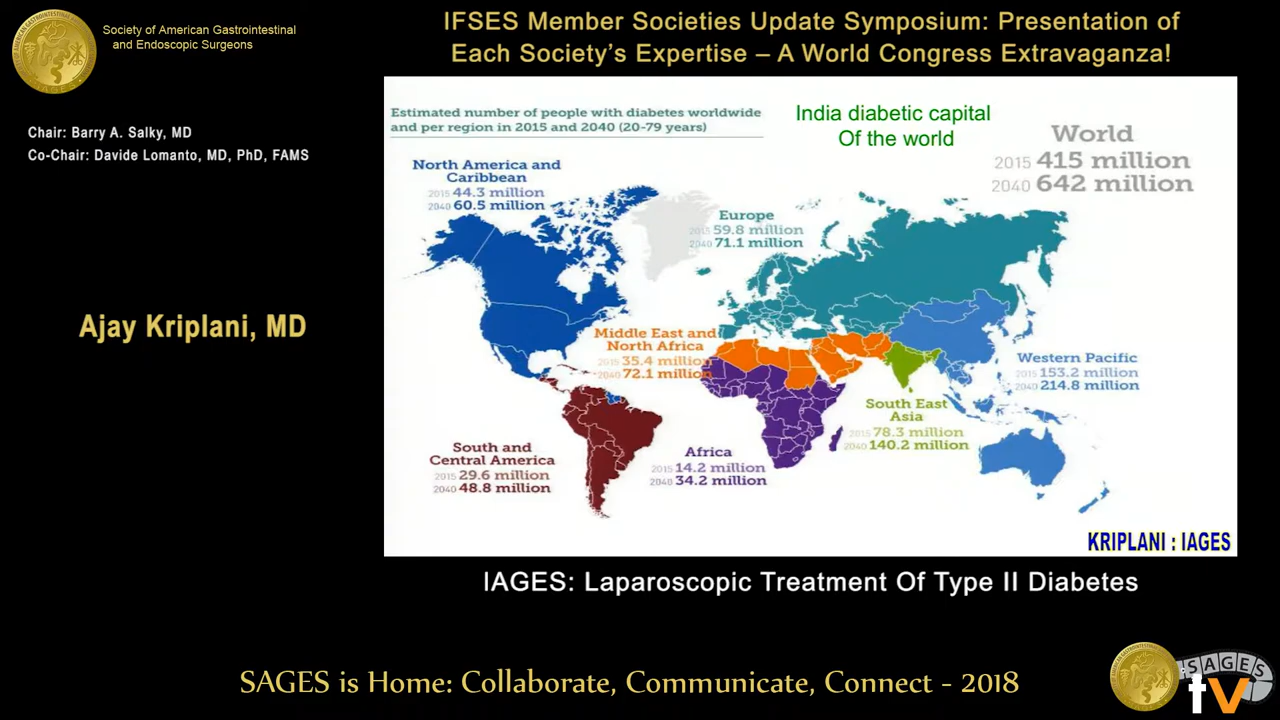 Society of American Gastrointestinal
and Endoscopic Surgeons
IFSES Member Societies Update Symposium: Presentation of
Each Society's Expertise – A World Congress Extravaganza!
Chair: Barry A. Salky, MD
Co-Chair: Davide Lomanto, MD, PhD, FAMS
Ajay Kriplani, MD
Estimated number of people with diabetes worldwide
and per region in 2015 and 2040 (20-79 years)
India diabetic capital
Of the world
World
2015 415 million
2040 642 million
North America and
Caribbean
2015 44.3 million
2040 60.5 million
Europe
2015 59.8 million
2040 71.1 million
Middle East and
North Africa
2015 35.4 million
2040 72.1 million
Western Pacific
2015 153.2 million
2040 214.8 million
South East
Asia
2015 78.3 million
2040 140.2 million
South and
Central America
2015 29.6 million
2040 48.8 million
Africa
2015 14.2 million
2040 34.2 million
KRIPLANI : IAGES
IAGES: Laparoscopic Treatment Of Type II Diabetes
SAGES is Home: Collaborate, Communicate, Connect - 2018
SAGES
tv